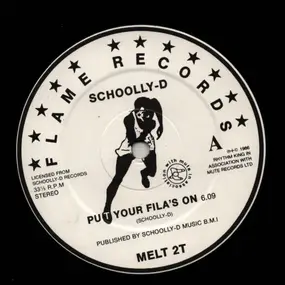 FLAME RECORDS
SCHOOLLY-D
LICENSED FROM
SCHOOLLY-D RECORDS
33⅓ R.P.M
STEREO
A
℗+© 1986
RHYTHM KING IN
ASSOCIATION WITH
MUTE RECORDS LTD
PUT YOUR FILA'S ON 6.09
(SCHOOLLY-D)
PUBLISHED BY SCHOOLLY-D MUSIC B.M.I
MELT 2T